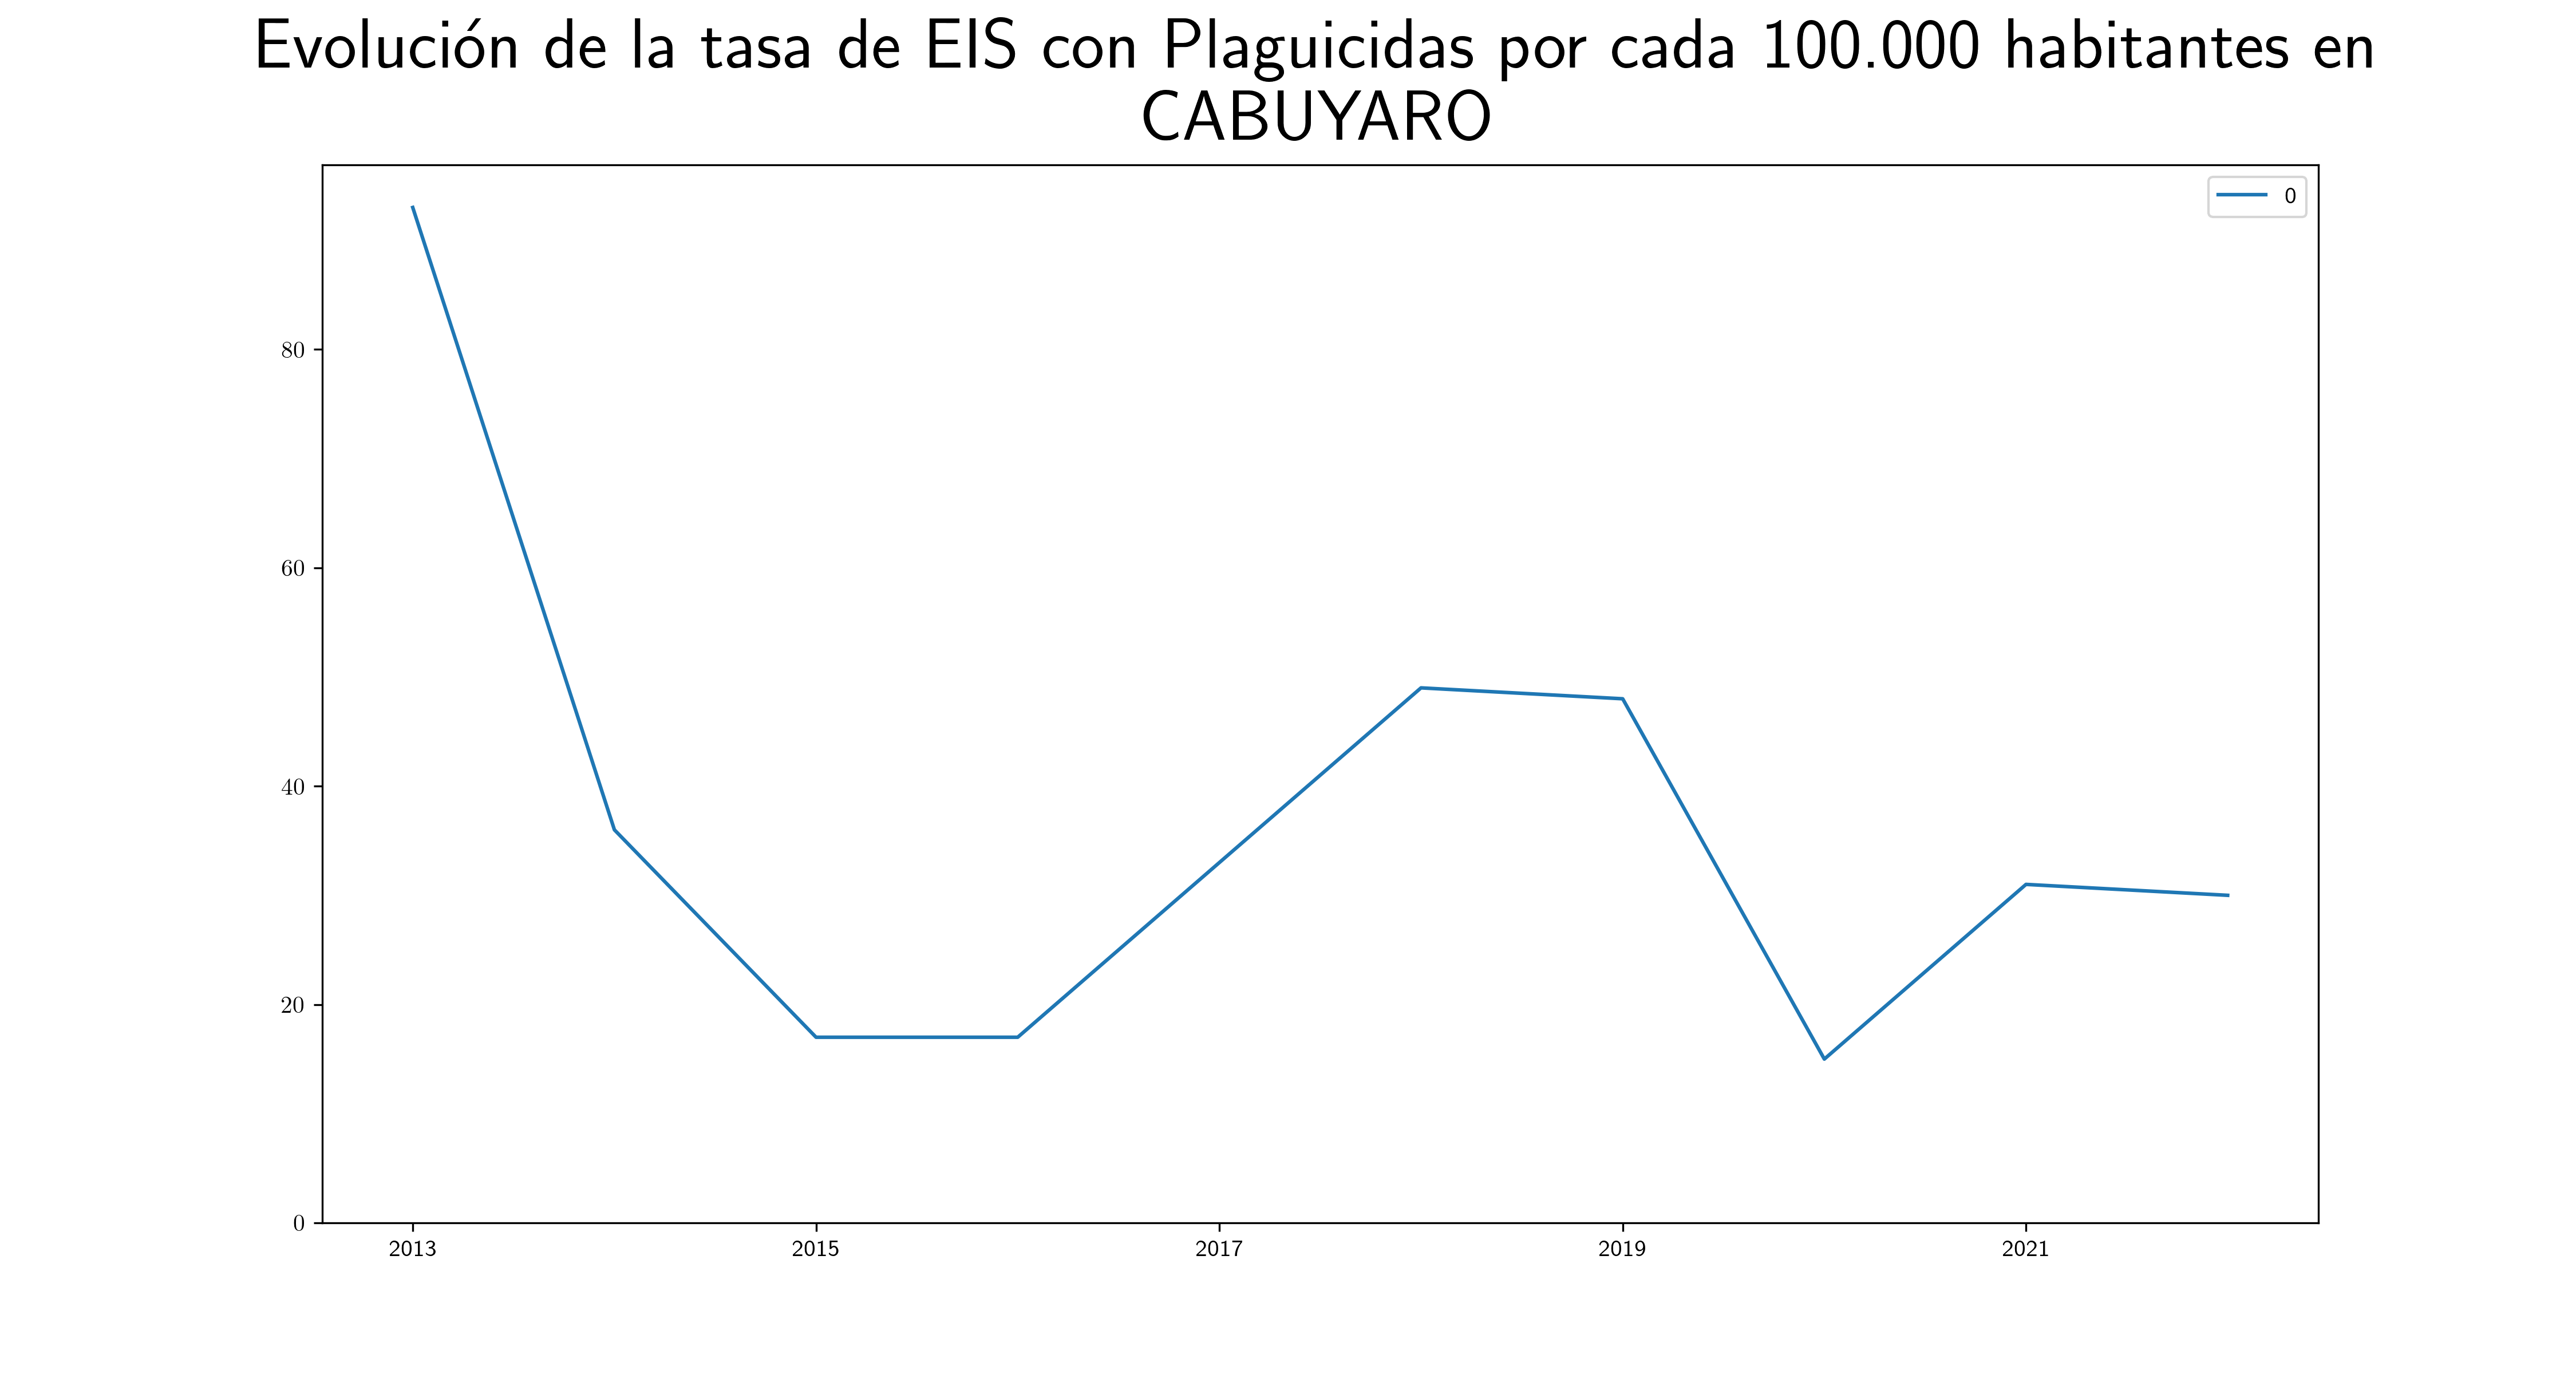 Evolución de la tasa de EIS con Plaguicidas por cada 100.000 habitantes en
CABUYARO
0
80
60
40
20
0
2013 2015 2017 2019 2021